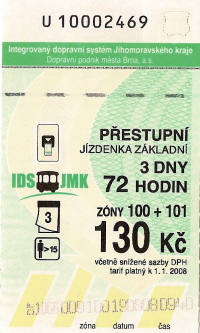 U 10002469
Integrovaný dopravní systém Jihomoravského kraje
Dopravní podnik města Brna, a.s.
PŘESTUPNÍ
JÍZDENKA ZÁKLADNÍ
3 DNY
72 HODIN
IDS JMK
ZÓNY 100 + 101
3
>15
130 Kč
včetně snížené sazby DPH
tarif platný k 1.1. 2008
zóna datum čas